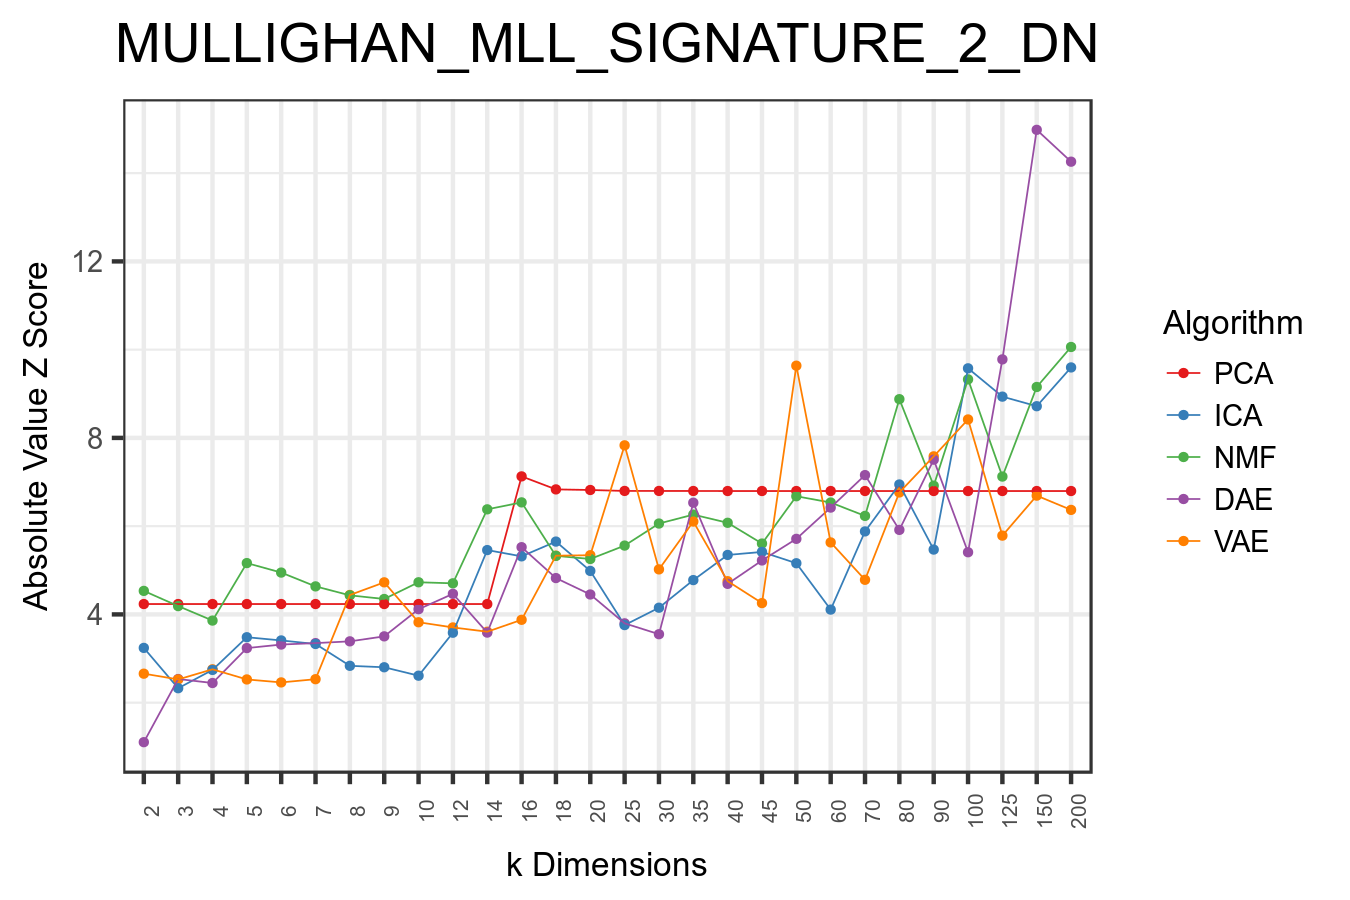 MULLIGHAN_MLL_SIGNATURE_2_DN
Absolute Value Z Score
12
8
4
2 3 4 5 6 7 8 9 10 12 14 16 18 20 25 30 35 40 45 50 60 70 80 90 100 125 150 200
k Dimensions
Algorithm
PCA
ICA
NMF
DAE
VAE